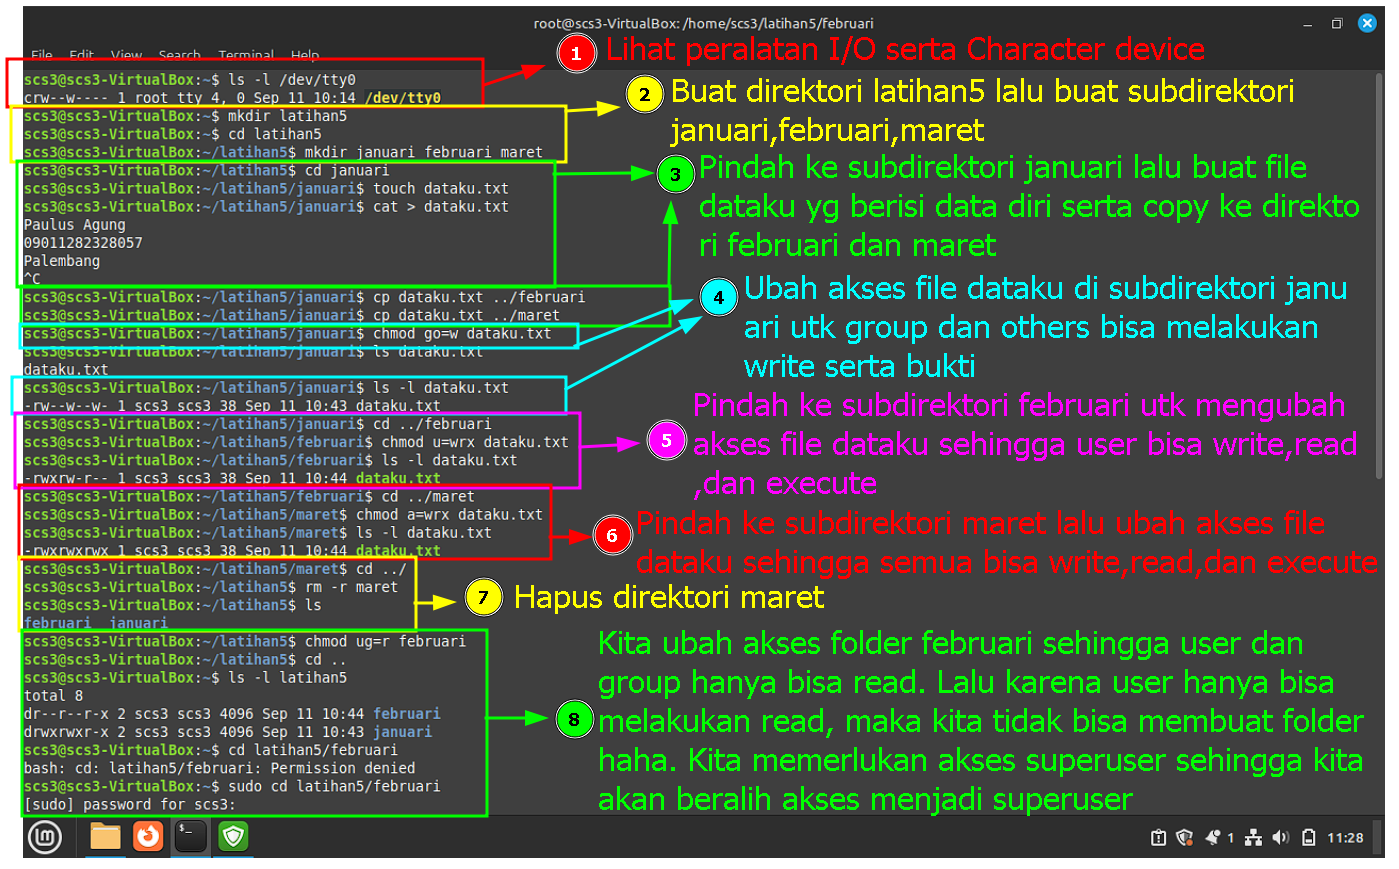 root@scs3-VirtualBox: /home/scs3/latihan5/februari
File Edit View Search Terminal Help
scs3@scs3-VirtualBox:~$ ls -l /dev/tty0
crw--w---- 1 root tty 4, 0 Sep 11 10:14 /dev/tty0
scs3@scs3-VirtualBox:~$ mkdir latihan5
scs3@scs3-VirtualBox:~$ cd latihan5
scs3@scs3-VirtualBox:~/latihan5$ mkdir januari februari maret
scs3@scs3-VirtualBox:~/latihan5$ cd januari
scs3@scs3-VirtualBox:~/latihan5/januari$ touch dataku.txt
scs3@scs3-VirtualBox:~/latihan5/januari$ cat > dataku.txt
Paulus Agung
09011282328057
Palembang
^C
scs3@scs3-VirtualBox:~/latihan5/januari$ cp dataku.txt ../februari
scs3@scs3-VirtualBox:~/latihan5/januari$ cp dataku.txt ../maret
scs3@scs3-VirtualBox:~/latihan5/januari$ chmod go=w dataku.txt
scs3@scs3-VirtualBox:~/latihan5/januari$ ls dataku.txt
dataku.txt
scs3@scs3-VirtualBox:~/latihan5/januari$ ls -l dataku.txt
-rw--w--w- 1 scs3 scs3 38 Sep 11 10:43 dataku.txt
scs3@scs3-VirtualBox:~/latihan5/januari$ cd ../februari
scs3@scs3-VirtualBox:~/latihan5/februari$ chmod u=wrx dataku.txt
scs3@scs3-VirtualBox:~/latihan5/februari$ ls -l dataku.txt
-rwxrw-r-- 1 scs3 scs3 38 Sep 11 10:44 dataku.txt
scs3@scs3-VirtualBox:~/latihan5/februari$ cd ../maret
scs3@scs3-VirtualBox:~/latihan5/maret$ chmod a=wrx dataku.txt
scs3@scs3-VirtualBox:~/latihan5/maret$ ls -l dataku.txt
-rwxrwxrwx 1 scs3 scs3 38 Sep 11 10:44 dataku.txt
scs3@scs3-VirtualBox:~/latihan5/maret$ cd ../
scs3@scs3-VirtualBox:~/latihan5$ rm -r maret
scs3@scs3-VirtualBox:~/latihan5$ ls
februari januari
scs3@scs3-VirtualBox:~/latihan5$ chmod ug=r februari
scs3@scs3-VirtualBox:~/latihan5$ cd ..
scs3@scs3-VirtualBox:~$ ls -l latihan5
total 8
dr--r--r-x 2 scs3 scs3 4096 Sep 11 10:44 februari
drwxrwxr-x 2 scs3 scs3 4096 Sep 11 10:43 januari
scs3@scs3-VirtualBox:~$ cd latihan5/februari
bash: cd: latihan5/februari: Permission denied
scs3@scs3-VirtualBox:~$ sudo cd latihan5/februari
[sudo] password for scs3:
1 Lihat peralatan I/O serta Character device
2 Buat direktori latihan5 lalu buat subdirektori
januari,februari,maret
3 Pindah ke subdirektori januari lalu buat file
dataku yg berisi data diri serta copy ke direkto
ri februari dan maret
4 Ubah akses file dataku di subdirektori janu
ari utk group dan others bisa melakukan
write serta bukti
5 Pindah ke subdirektori februari utk mengubah
akses file dataku sehingga user bisa write,read
,dan execute
6 Pindah ke subdirektori maret lalu ubah akses file
dataku sehingga semua bisa write,read,dan execute
7 Hapus direktori maret
8 Kita ubah akses folder februari sehingga user dan
group hanya bisa read. Lalu karena user hanya bisa
melakukan read, maka kita tidak bisa membuat folder
haha. Kita memerlukan akses superuser sehingga kita
akan beralih akses menjadi superuser
1 11:28